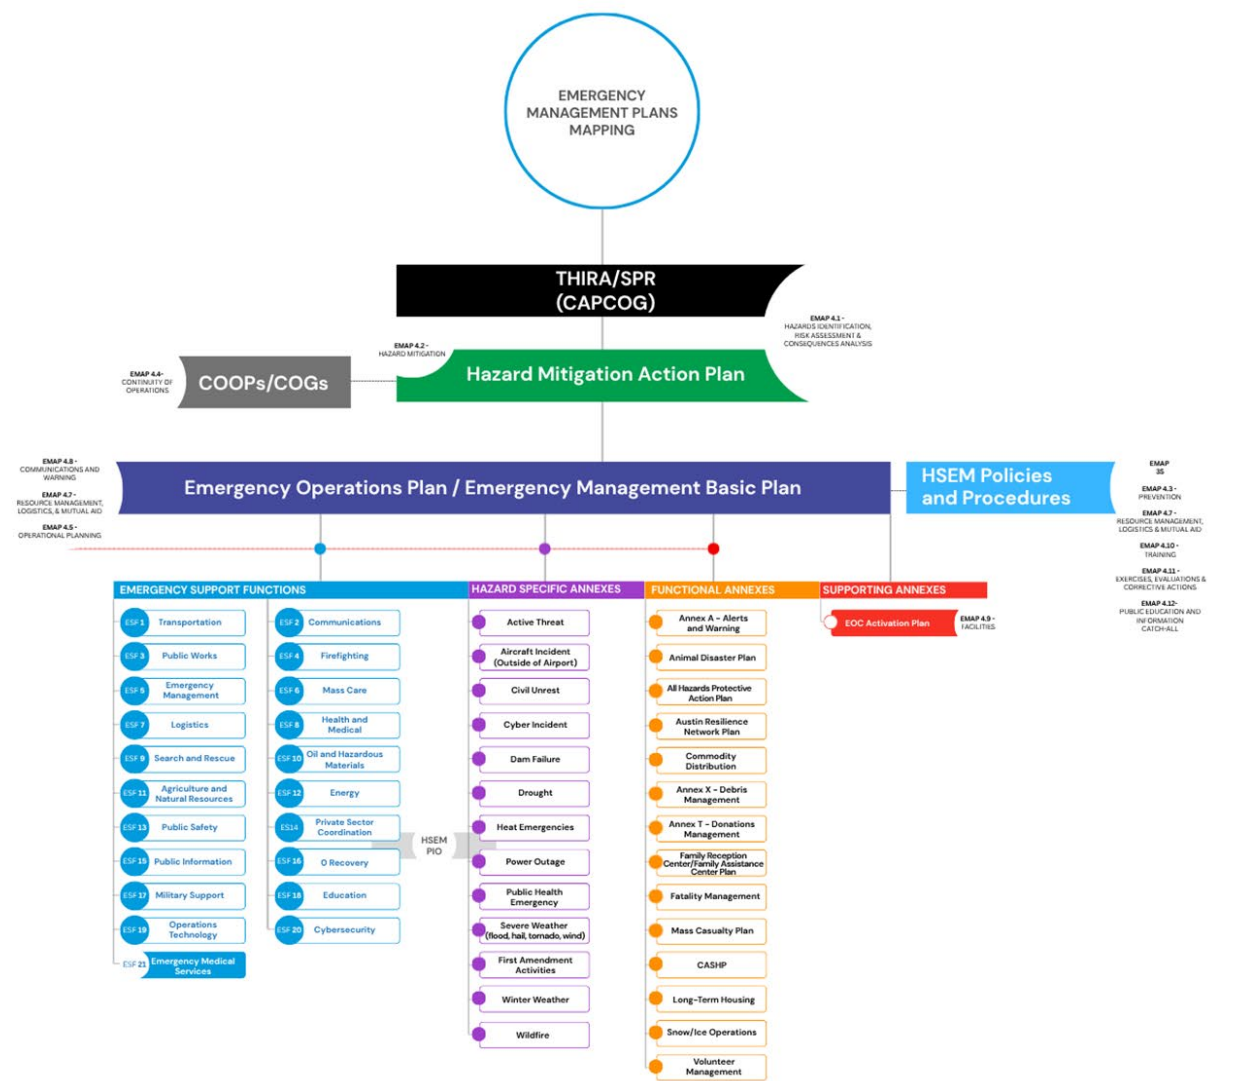 EMERGENCY
MANAGEMENT PLANS
MAPPING
THIRA/SPR
(CAPCOG)
EMAP 4.1 -
HAZARDS IDENTIFICATION,
RISK ASSESSMENT &
CONSEQUENCES ANALYSIS
EMAP 4.2 -
HAZARD MITIGATION
Hazard Mitigation Action Plan
EMAP 4.4-
CONTINUITY OF
OPERATIONS
COOPs/COGs
EMAP 4.8 -
COMMUNICATIONS AND
WARNING
EMAP 4.7 -
RESOURCE MANAGEMENT,
LOGISTICS, & MUTUAL AID
EMAP 4.5 -
OPERATIONAL PLANNING
Emergency Operations Plan / Emergency Management Basic Plan
HSEM Policies
and Procedures
EMAP
35
EMAP 4.3 -
PREVENTION
EMAP 4.7 -
RESOURCE MANAGEMENT,
LOGISTICS & MUTUAL AID
EMAP 4.10 -
TRAINING
EMAP 4.11 -
EXERCISES, EVALUATIONS &
CORRECTIVE ACTIONS
EMAP 4.12-
PUBLIC EDUCATION AND
INFORMATION
CATCH-ALL
EMERGENCY SUPPORT FUNCTIONS
ESF 1 Transportation
ESF 2 Communications
ESF 3 Public Works
ESF 4 Firefighting
ESF 5 Emergency
Management
ESF 6 Mass Care
ESF 7 Logistics
ESF 8 Health and
Medical
ESF 9 Search and Rescue
ESF 10 Oil and Hazardous
Materials
ESF 11 Agriculture and
Natural Resources
ESF 12 Energy
ESF 13 Public Safety
ES14 Private Sector
Coordination
ESF 15 Public Information
ESF 16 0 Recovery
ESF 17 Military Support
ESF 18 Education
ESF 19 Operations
Technology
ESF 20 Cybersecurity
ESF 21 Emergency Medical
Services
HSEM
PIO
HAZARD SPECIFIC ANNEXES
Active Threat
Aircraft Incident
(Outside of Airport)
Civil Unrest
Cyber Incident
Dam Failure
Drought
Heat Emergencies
Power Outage
Public Health
Emergency
Severe Weather
(flood, hail, tornado, wind)
First Amendment
Activities
Winter Weather
Wildfire
FUNCTIONAL ANNEXES
Annex A - Alerts
and Warning
Animal Disaster Plan
All Hazards Protective
Action Plan
Austin Resilience
Network Plan
Commodity
Distribution
Annex X - Debris
Management
Annex T - Donations
Management
Family Reception
Center/Family Assistance
Center Plan
Fatality Management
Mass Casualty Plan
CASHP
Long-Term Housing
Snow/Ice Operations
Volunteer
Management
SUPPORTING ANNEXES
EOC Activation Plan
EMAP 4.9 -
FACILITIES